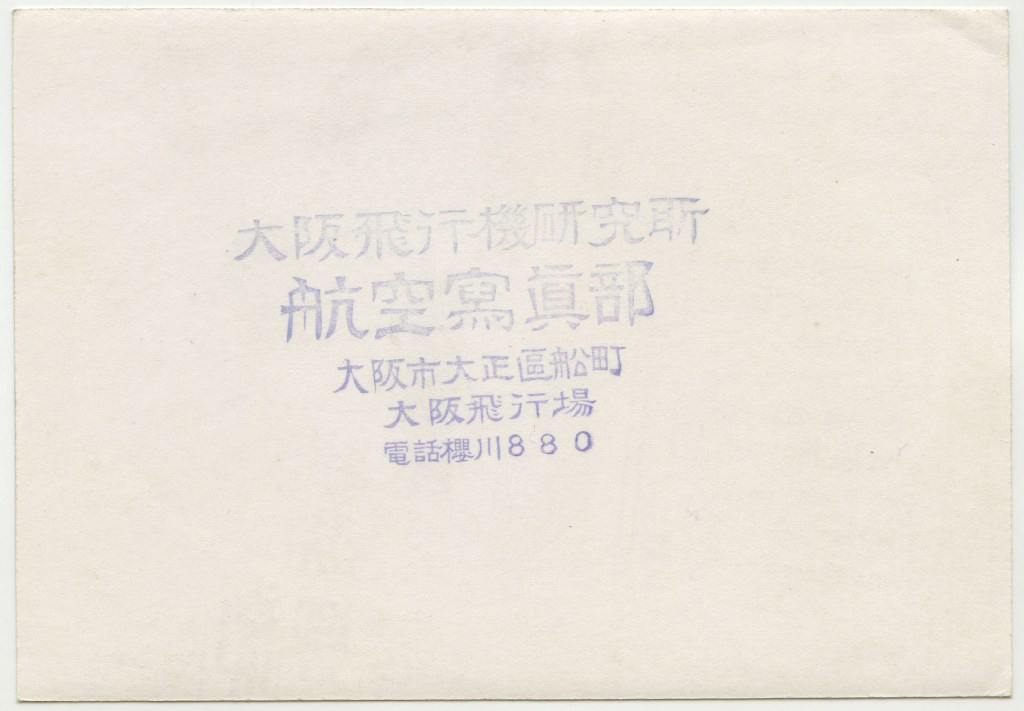 大阪飛行機研究所
航空寫眞部
大阪市大正區船町
大阪飛行場
電話櫻川880